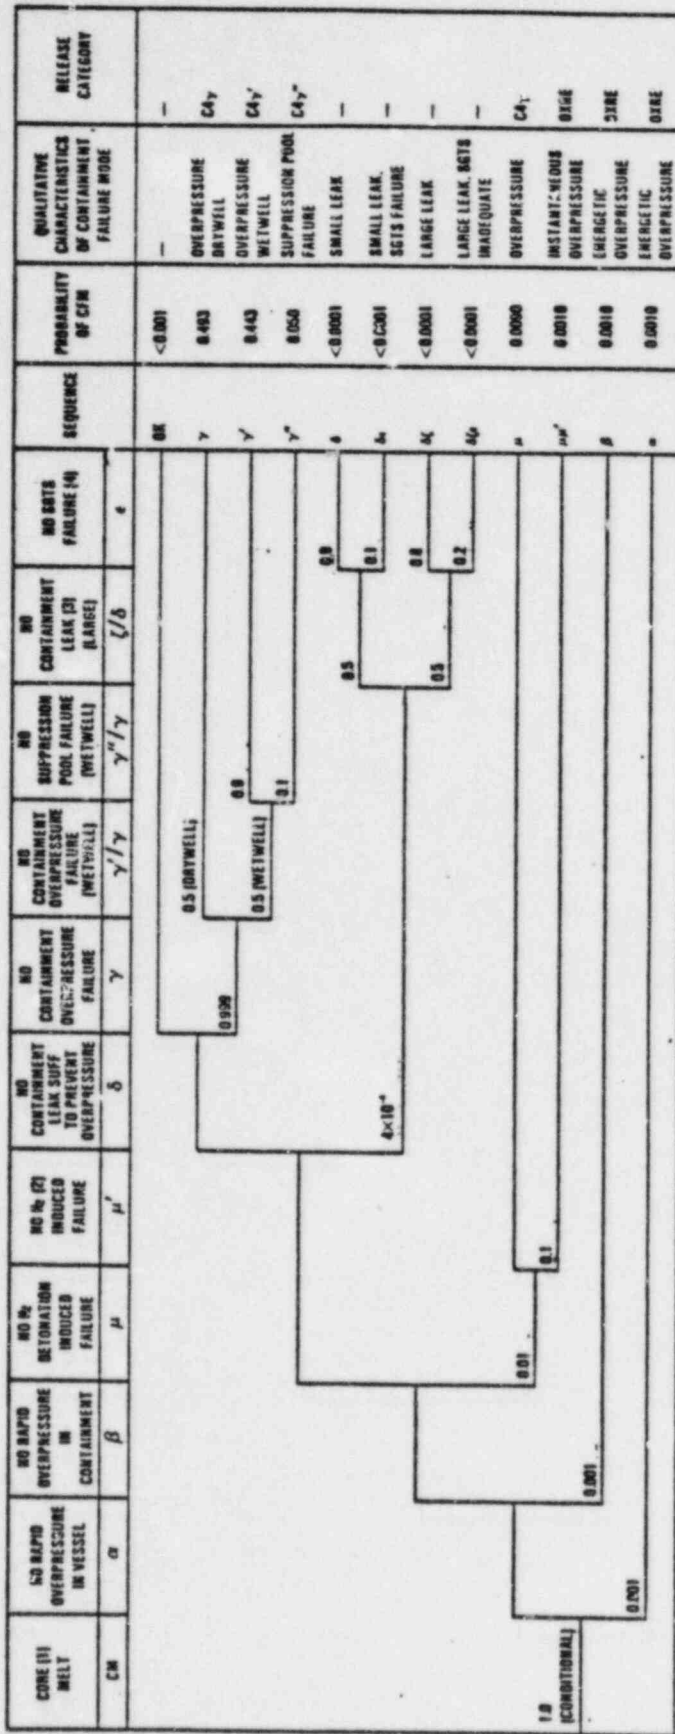 CORE (1) MELT
CM
NO RAPID OVERPRESSURE IN VESSEL
α
NO RAPID OVERPRESSURE IN CONTAINMENT
β
NO H₂ DETONATION INDUCED FAILURE
μ
NO H₂ (2) INDUCED FAILURE
μ'
NO CONTAINMENT LEAK SUFF TO PREVENT OVERPRESSURE
δ
NO CONTAINMENT OVERPRESSURE FAILURE
γ
NO CONTAINMENT OVERPRESSURE FAILURE (WETWELL)
γ'/γ
NO SUPPRESSION POOL FAILURE (WETWELL)
γ''/γ
NO CONTAINMENT LEAK (3) (LARGE)
ζ/δ
NO SGTS FAILURE (4)
ε
SEQUENCE
PROBABILITY OF CFM
QUALITATIVE CHARACTERISTICS OF CONTAINMENT FAILURE MODE
RELEASE CATEGORY
1.0 (CONDITIONAL)
0.001
0.001
0.01
0.1
4×10⁻⁴
0.999
0.5 (DRYWELL)
0.5 (WETWELL)
0.9
0.1
0.5
0.5
0.9
0.1
0.8
0.2
OK <0.001 — —
γ 0.493 OVERPRESSURE DRYWELL C4γ
γ' 0.443 OVERPRESSURE WETWELL C4γ'
γ'' 0.050 SUPPRESSION POOL FAILURE C4γ''
δ <0.0001 SMALL LEAK —
<0.0001 SMALL LEAK, SGTS FAILURE —
δζ <0.0001 LARGE LEAK —
<0.0001 LARGE LEAK, SGTS INADEQUATE —
μ 0.0090 OVERPRESSURE C4γ
μμ' 0.0010 INSTANTANEOUS OVERPRESSURE OXRE
β 0.0010 ENERGETIC OVERPRESSURE OXRE
α 0.0010 ENERGETIC OVERPRESSURE OXRE